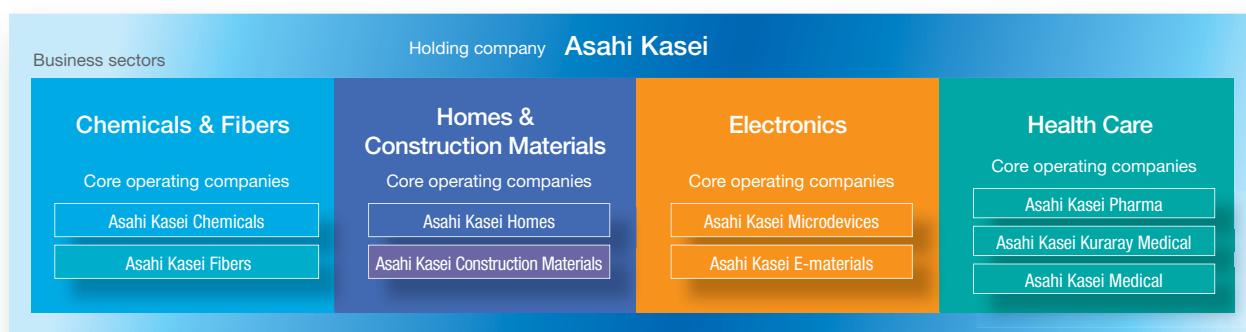 Holding company Asahi Kasei
Business sectors
Chemicals & Fibers
Core operating companies
Asahi Kasei Chemicals
Asahi Kasei Fibers
Homes &
Construction Materials
Core operating companies
Asahi Kasei Homes
Asahi Kasei Construction Materials
Electronics
Core operating companies
Asahi Kasei Microdevices
Asahi Kasei E-materials
Health Care
Core operating companies
Asahi Kasei Pharma
Asahi Kasei Kuraray Medical
Asahi Kasei Medical